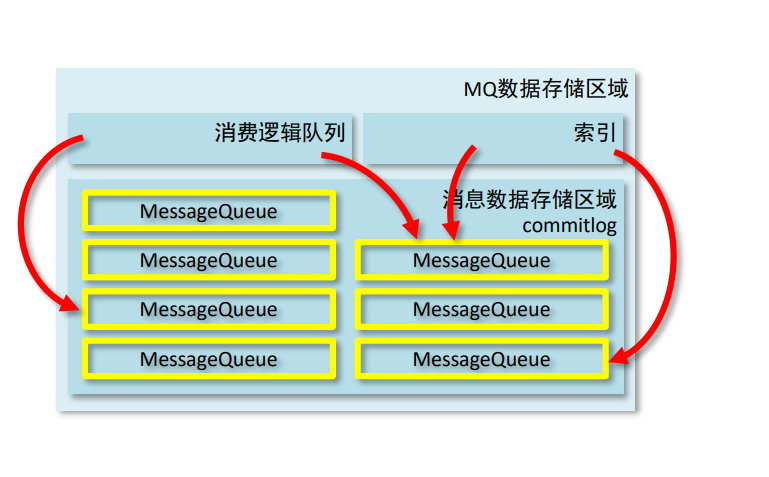 MQ数据存储区域
消费逻辑队列
索引
消息数据存储区域
commitlog
MessageQueue
MessageQueue
MessageQueue
MessageQueue
MessageQueue
MessageQueue
MessageQueue